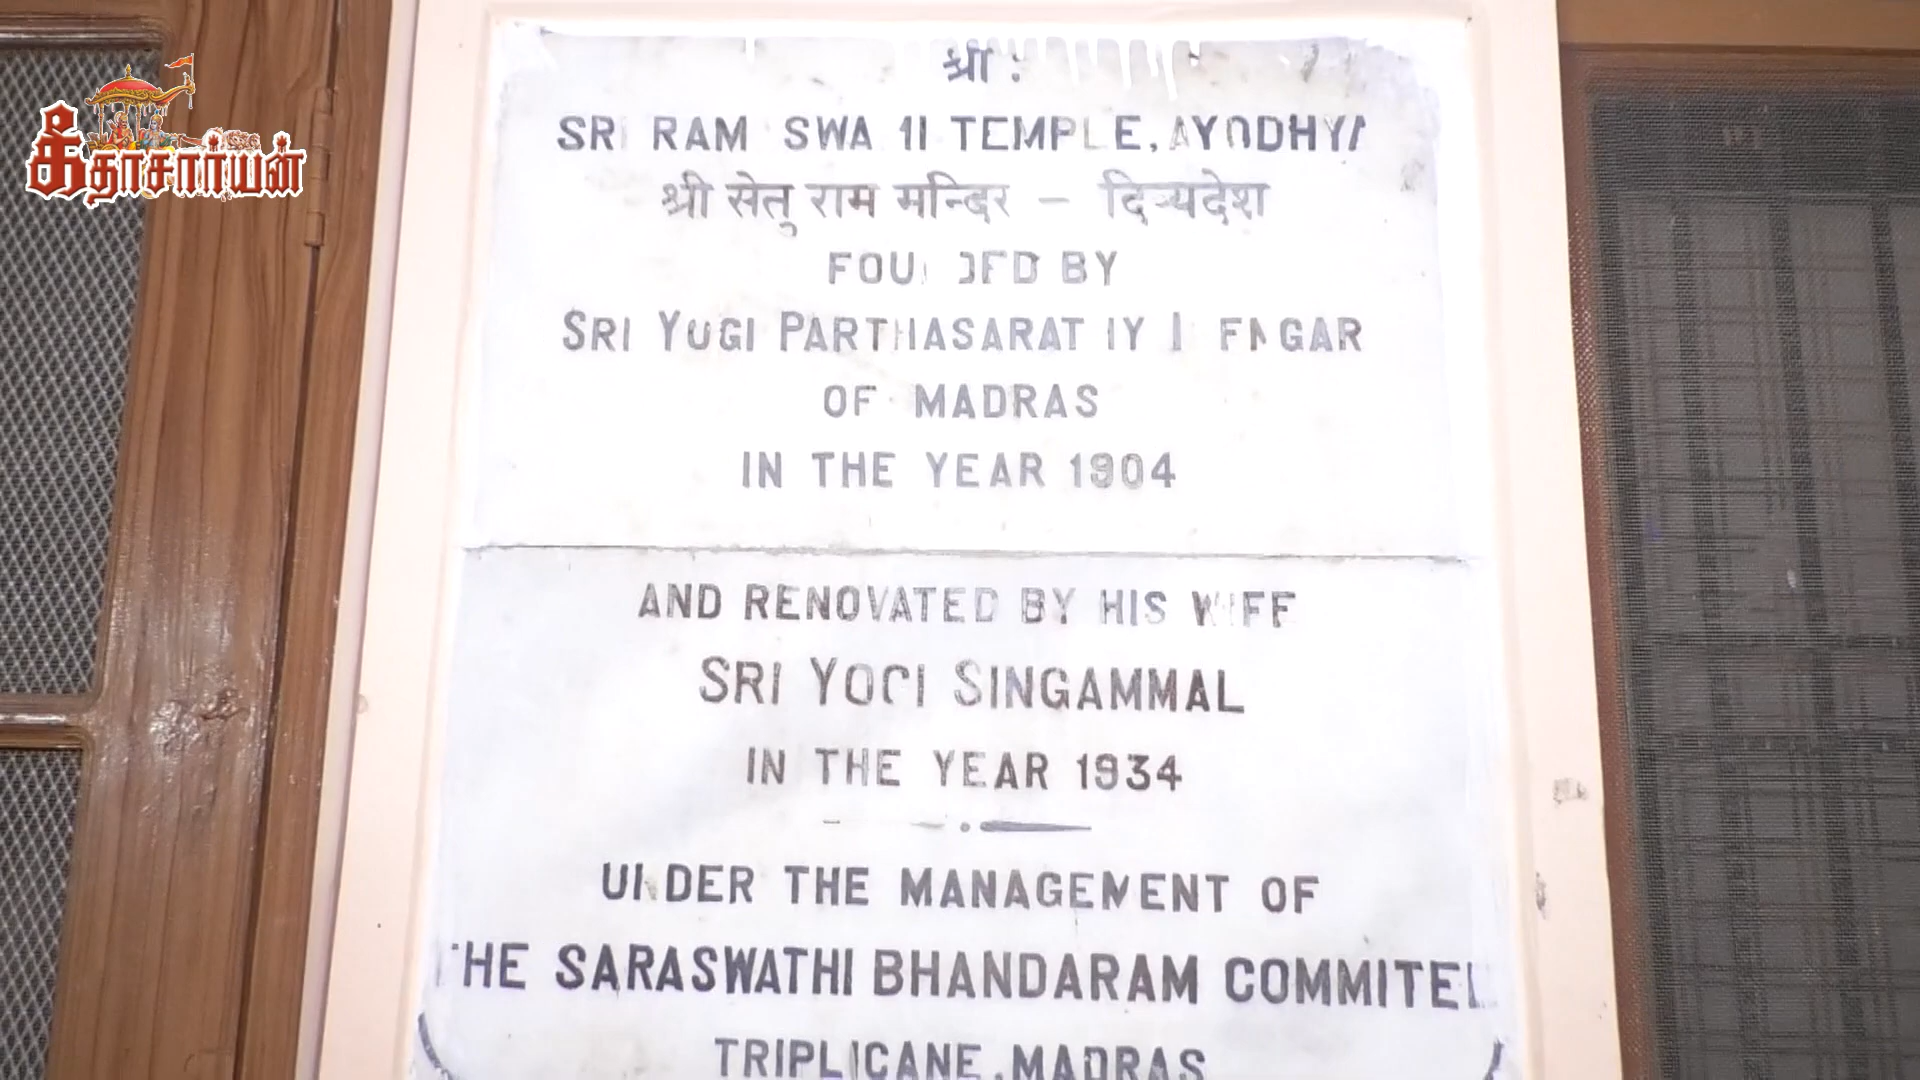 கீதாசார்யன்
श्री :
SRI RAM SWAMI TEMPLE, AYODHYA
श्री सेतु राम मन्दिर – दिव्यदेश
FOUNDED BY
SRI YOGI PARTHASARATHY IYENGAR
OF MADRAS
IN THE YEAR 1904
AND RENOVATED BY HIS WIFE
SRI YOGI SINGAMMAL
IN THE YEAR 1934
UNDER THE MANAGEMENT OF
THE SARASWATHI BHANDARAM COMMITEE
TRIPLICANE, MADRAS